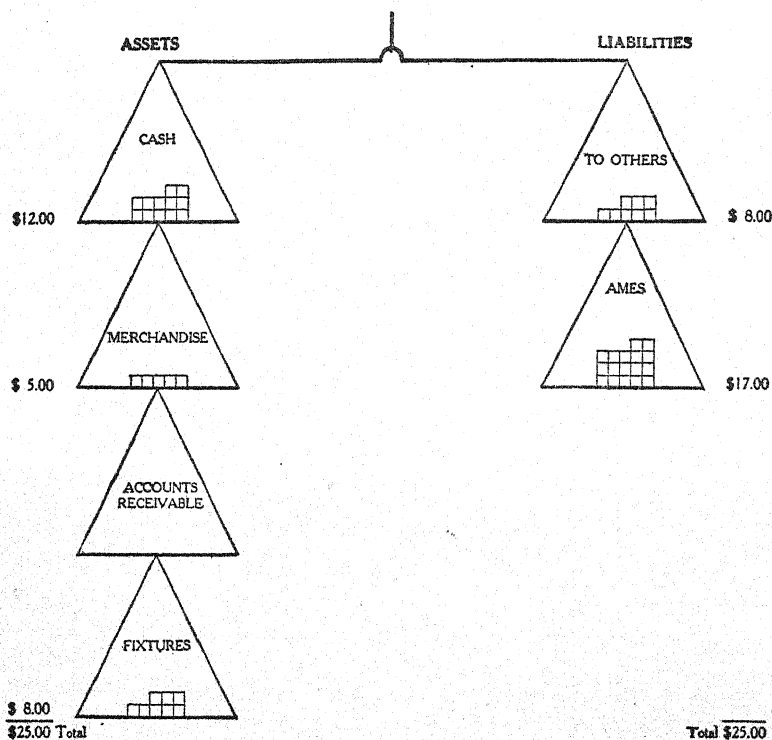 ASSETS
LIABILITIES
CASH
TO OTHERS
$12.00
$ 8.00
AMES
MERCHANDISE
$ 5.00
$17.00
ACCOUNTS
RECEIVABLE
FIXTURES
$ 8.00
$25.00 Total
Total $25.00